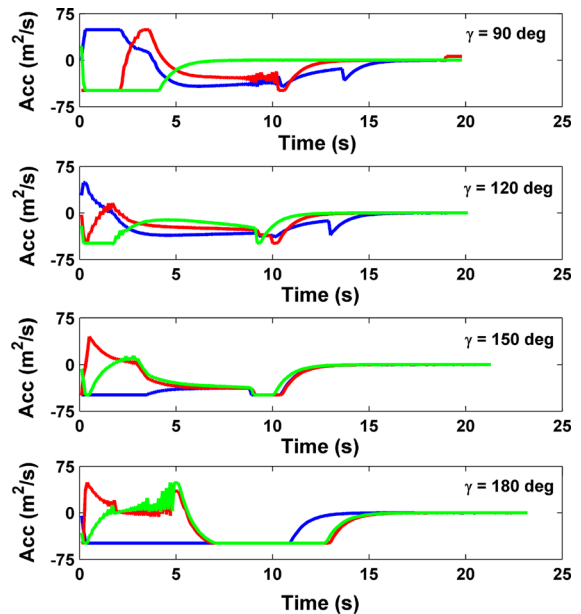 75
γ = 90 deg
Acc (m²/s)
0
-75
0 5 10 15 20 25
Time (s)
75
γ = 120 deg
Acc (m²/s)
0
-75
0 5 10 15 20 25
Time (s)
75
γ = 150 deg
Acc (m²/s)
0
-75
0 5 10 15 20 25
Time (s)
75
γ = 180 deg
Acc (m²/s)
0
-75
0 5 10 15 20 25
Time (s)